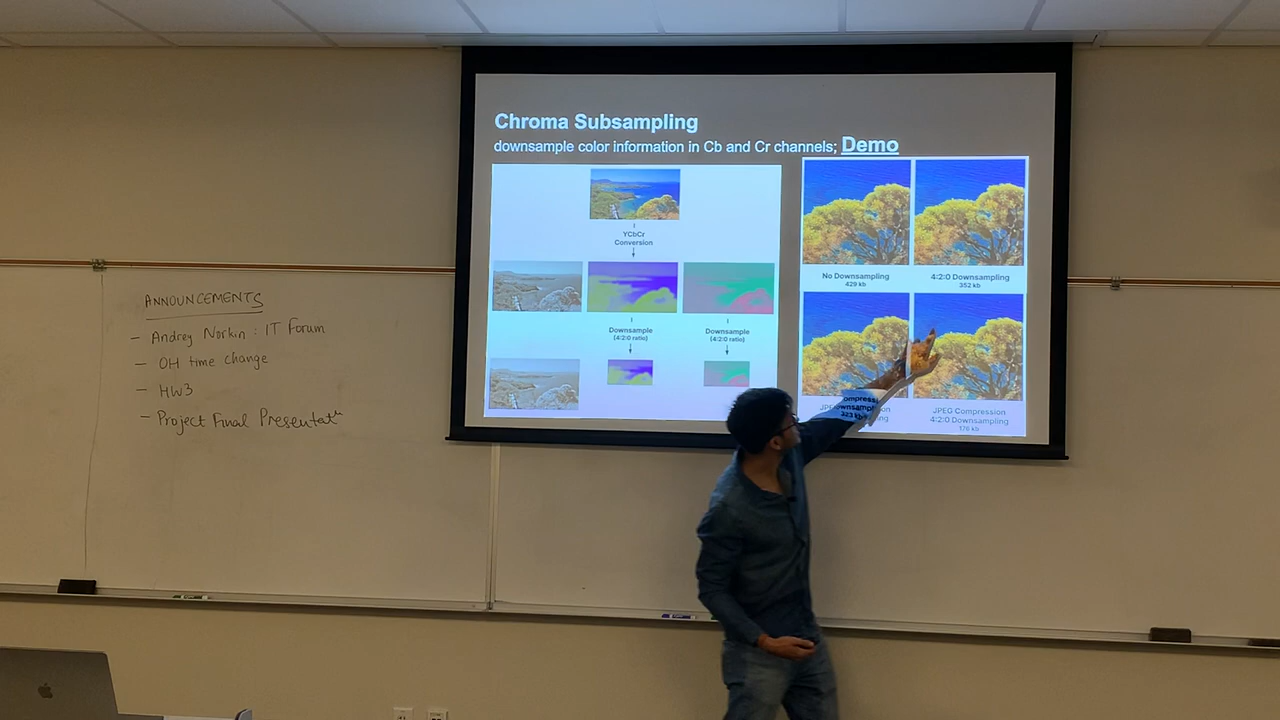 Chroma Subsampling
downsample color information in Cb and Cr channels; Demo
YCbCr
Conversion
Downsample
(4:2:0 ratio)
Downsample
(4:2:0 ratio)
No Downsampling
429 kb
4:2:0 Downsampling
352 kb
323 kb
JPEG Compression
4:2:0 Downsampling
176 kb
ANNOUNCEMENTS
- Andrey Norkin : IT Forum
- OH time change
- HW3
- Project Final Presentatⁿ